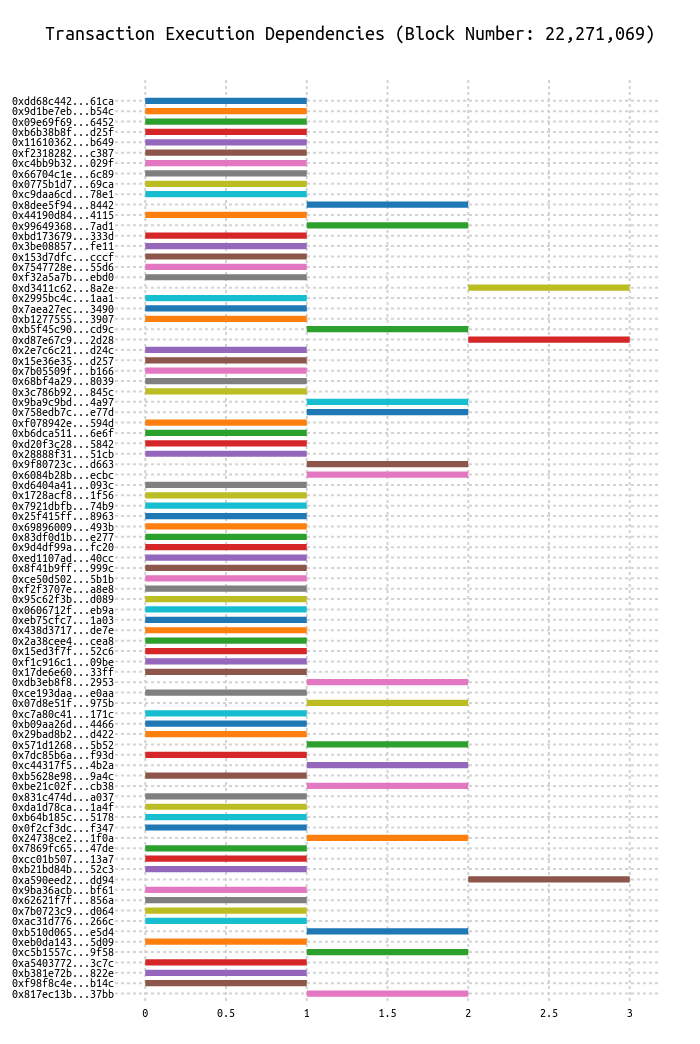 Transaction Execution Dependencies (Block Number: 22,271,069)
0xdd68c442...61ca
0x9d1be7eb...b54c
0x09e69f69...6452
0xb6b38b8f...d25f
0x11610362...b649
0xf2318282...c387
0xc4bb9b32...029f
0x66704c1e...6c89
0x0775b1d7...69ca
0xc9daa6cd...78e1
0x8dee5f94...8442
0x44190d84...4115
0x99649368...7ad1
0xbd173679...333d
0x3be08857...fe11
0x153d7dfc...cccf
0x7547728e...55d6
0xf32a5a7b...ebd0
0xd3411c62...8a2e
0x2995bc4c...1aa1
0x7aea27ec...3490
0xb1277555...3907
0xb5f45c90...cd9c
0xd87e67c9...2d28
0x2e7c6c21...d24c
0x15e36e35...d257
0x7b05509f...b166
0x68bf4a29...8039
0x3c786b92...845c
0x9ba9c9bd...4a97
0x758edb7c...e77d
0xf078942e...594d
0xb6dca511...6e6f
0xd20f3c28...5842
0x28888f31...51cb
0x9f80723c...d663
0x6084b28b...ecbc
0xd6404a41...093c
0x1728acf8...1f56
0x7921dbfb...74b9
0x25f415ff...8963
0x69896009...493b
0x83df0d1b...e277
0x9d4df99a...fc20
0xed1107ad...40cc
0x8f41b9ff...999c
0xce50d502...5b1b
0xf2f3707e...a8e8
0x95c62f3b...d089
0x0606712f...eb9a
0xeb75cfc7...1a03
0x438d3717...de7e
0x2a38cee4...cea8
0x15ed3f7f...52c6
0xf1c916c1...09be
0x17de6e60...33ff
0xdb3eb8f8...2953
0xce193daa...e0aa
0x07d8e51f...975b
0xc7a80c41...171c
0xb09aa26d...4466
0x29bad8b2...d422
0x571d1268...5b52
0x7dc85b6a...f93d
0xc44317f5...4b2a
0xb5628e98...9a4c
0xbe21c02f...cb38
0x831c474d...a037
0xda1d78ca...1a4f
0xb64b185c...5178
0x0f2cf3dc...f347
0x24738ce2...1f0a
0x7869fc65...47de
0xcc01b507...13a7
0xb21bd84b...52c3
0xa590eed2...dd94
0x9ba36acb...bf61
0x62621f7f...856a
0x7b0723c9...d064
0xac31d776...266c
0xb510d065...e5d4
0xeb0da143...5d09
0xc5b1557c...9f58
0xa5403772...3c7c
0xb381e72b...822e
0xf98f8c4e...b14c
0x817ec13b...37bb
0 0.5 1 1.5 2 2.5 3